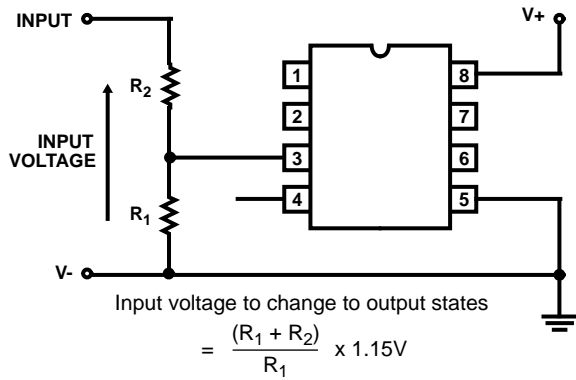 INPUT
V+
R2
INPUT
VOLTAGE
R1
V-
1
2
3
4
8
7
6
5
Input voltage to change to output states
= (R1 + R2) / R1 x 1.15V